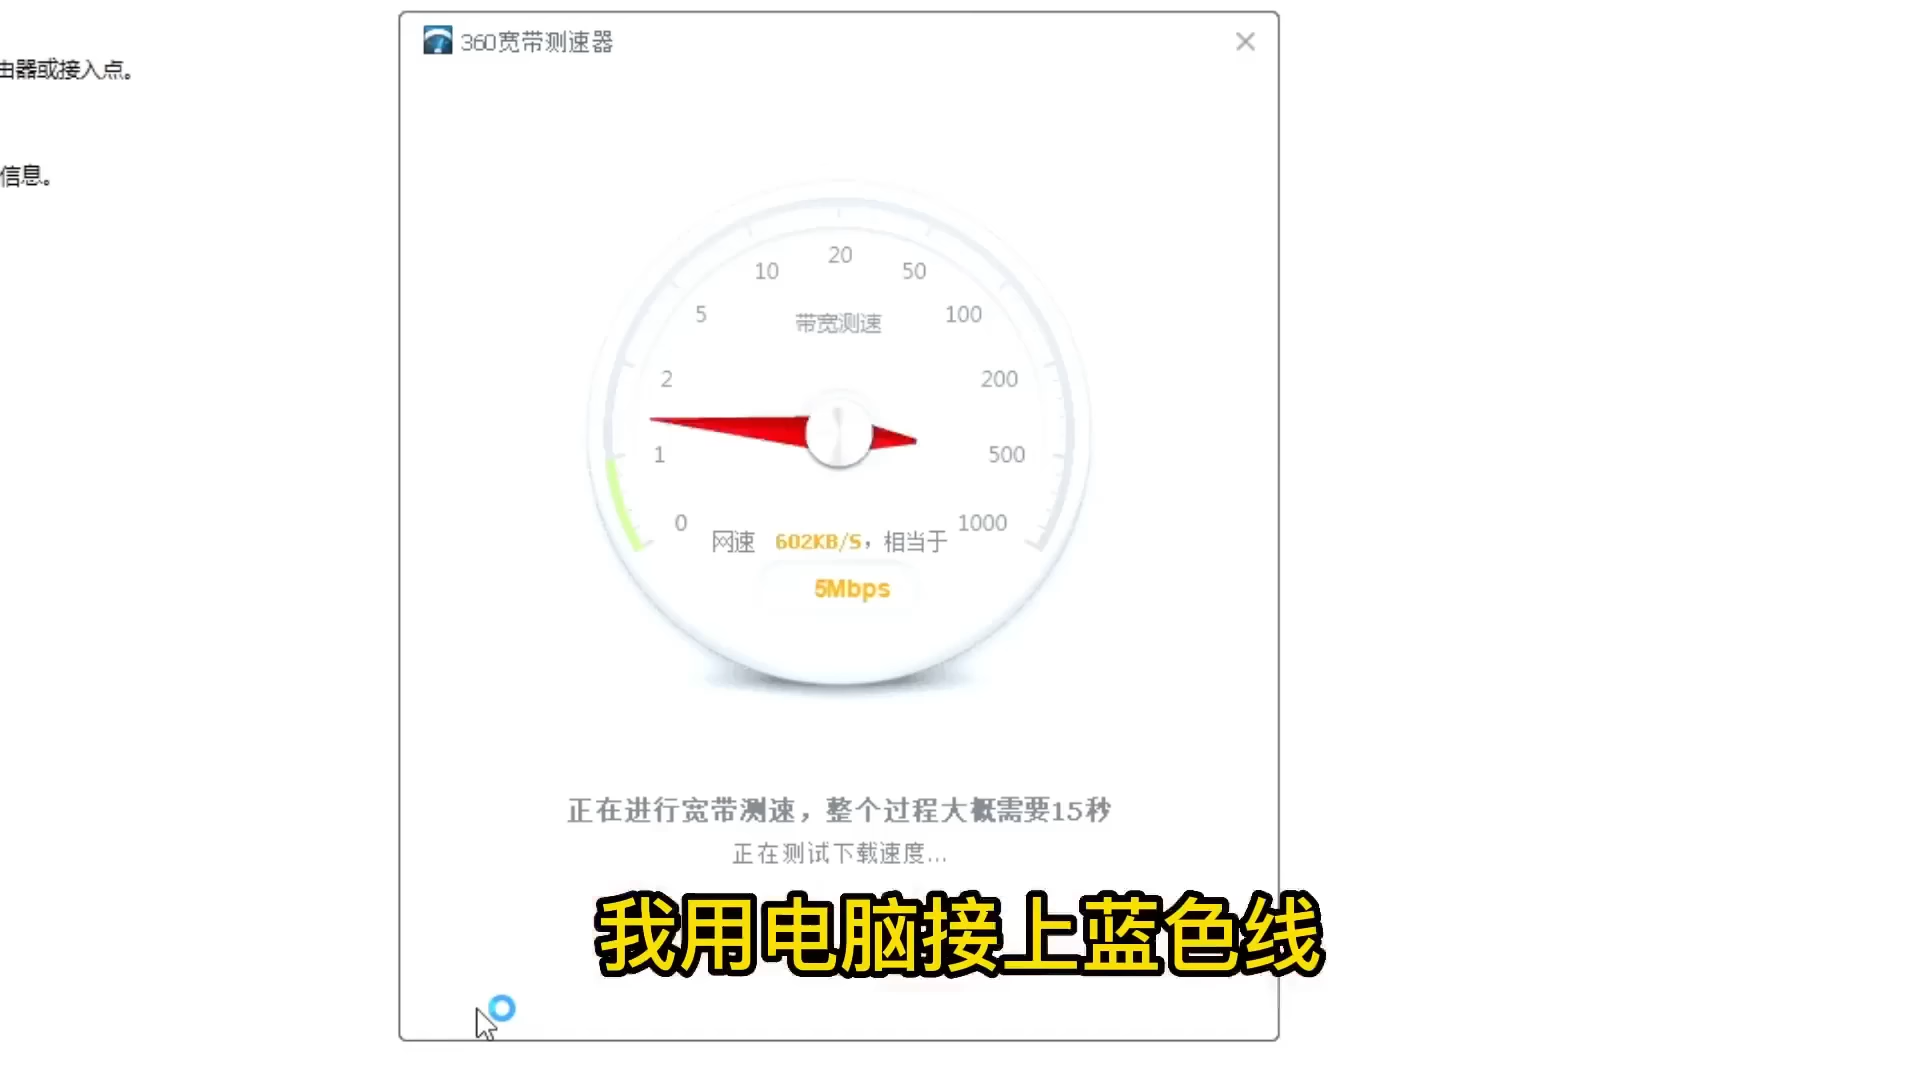 360宽带测速器
由器或接入点。
信息。
20
10
50
5
100
带宽测速
2
200
1
500
0
1000
网速 602KB/S，相当于
5Mbps
正在进行宽带测速，整个过程大概需要15秒
正在测试下载速度...
我用电脑接上蓝色线